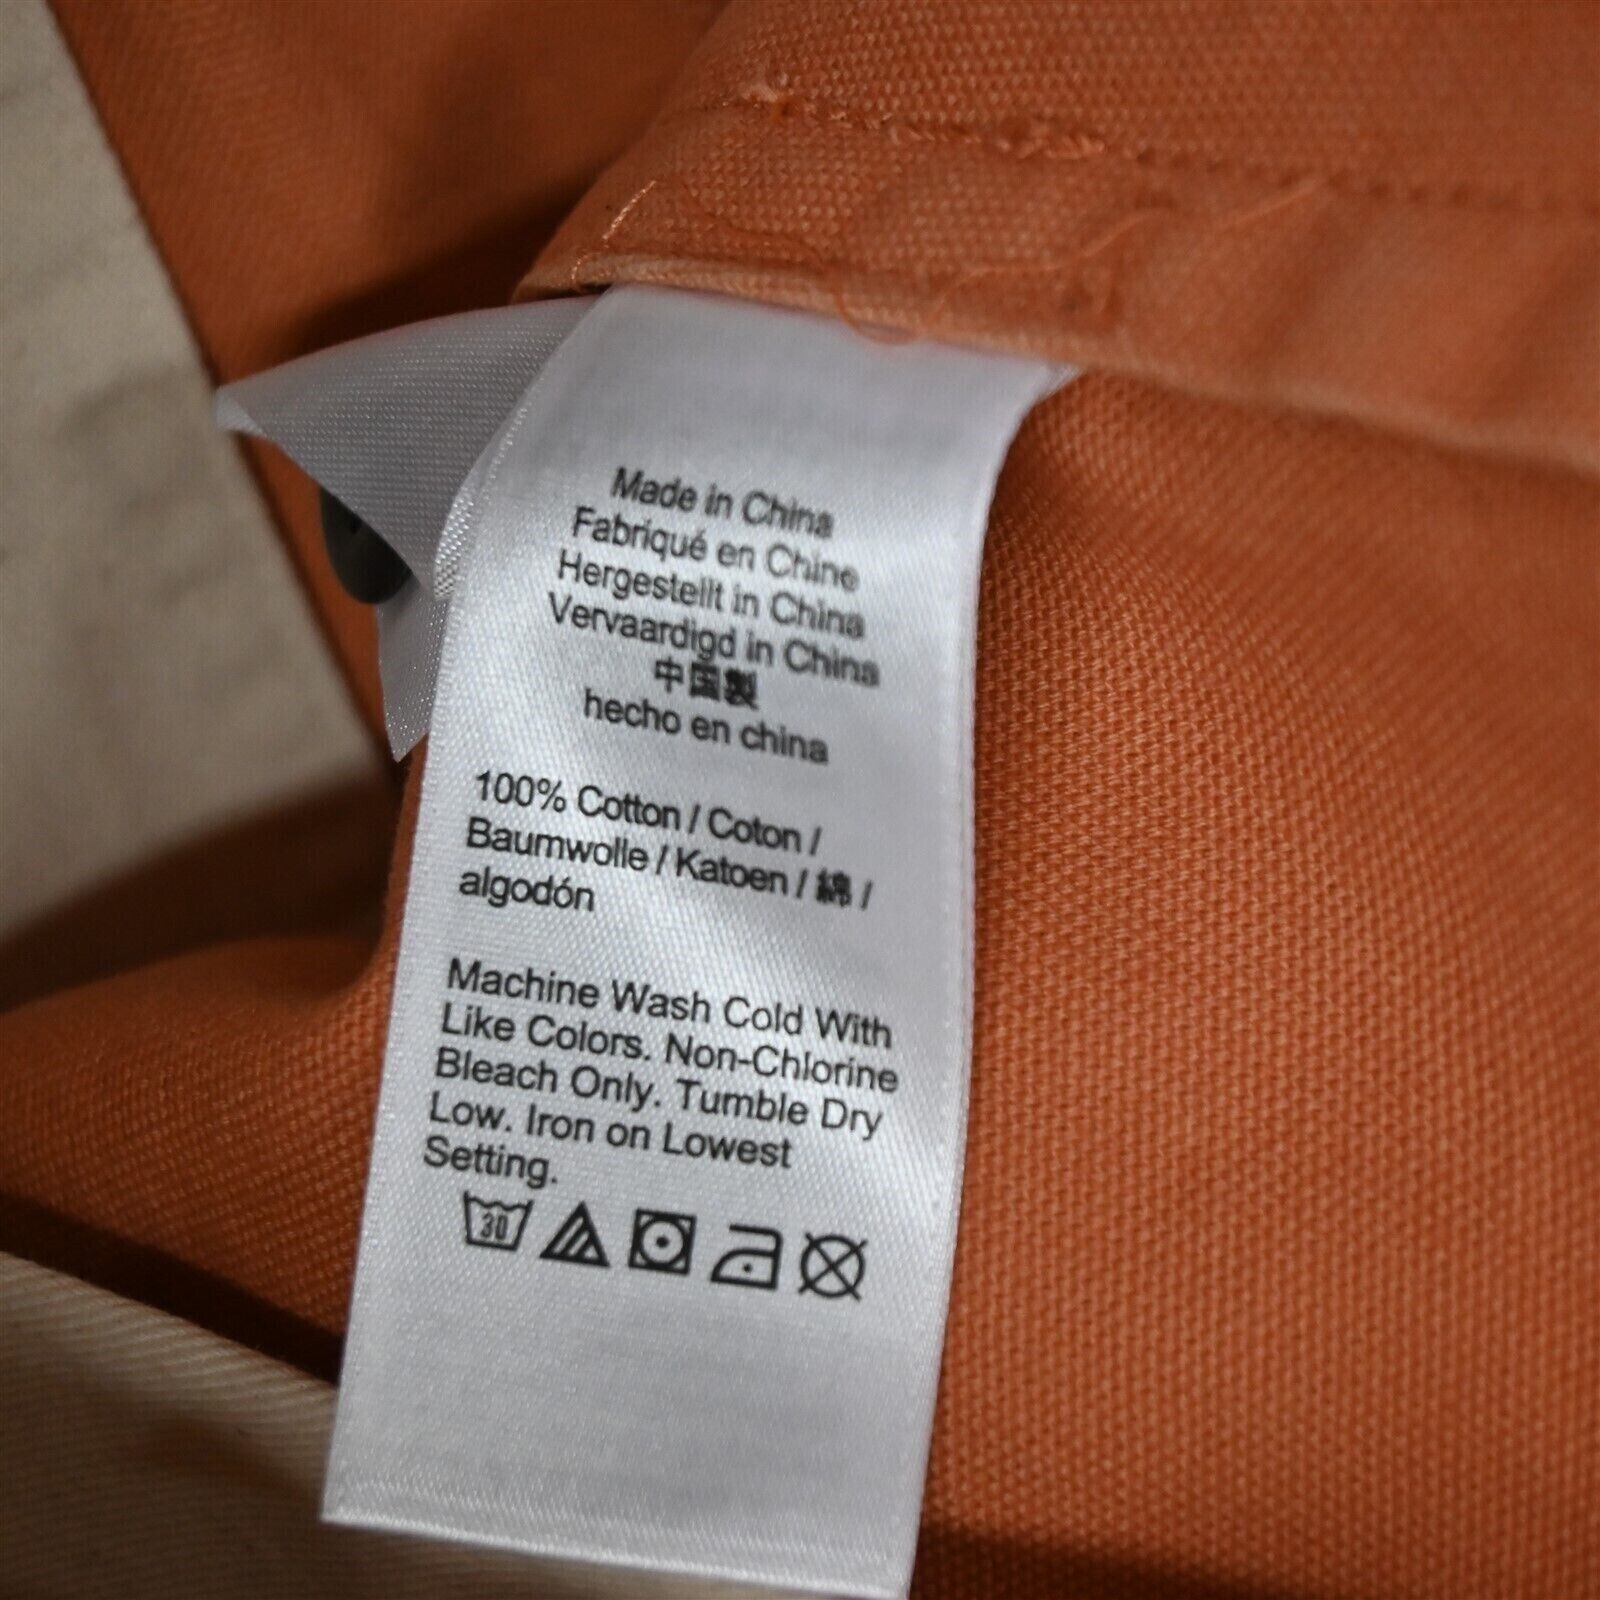 Made in China
Fabriqué en Chine
Hergestellt in China
Vervaardigd in China
中国製
hecho en china
100% Cotton / Coton /
Baumwolle / Katoen / 綿 /
algodón
Machine Wash Cold With
Like Colors. Non-Chlorine
Bleach Only. Tumble Dry
Low. Iron on Lowest
Setting.
30